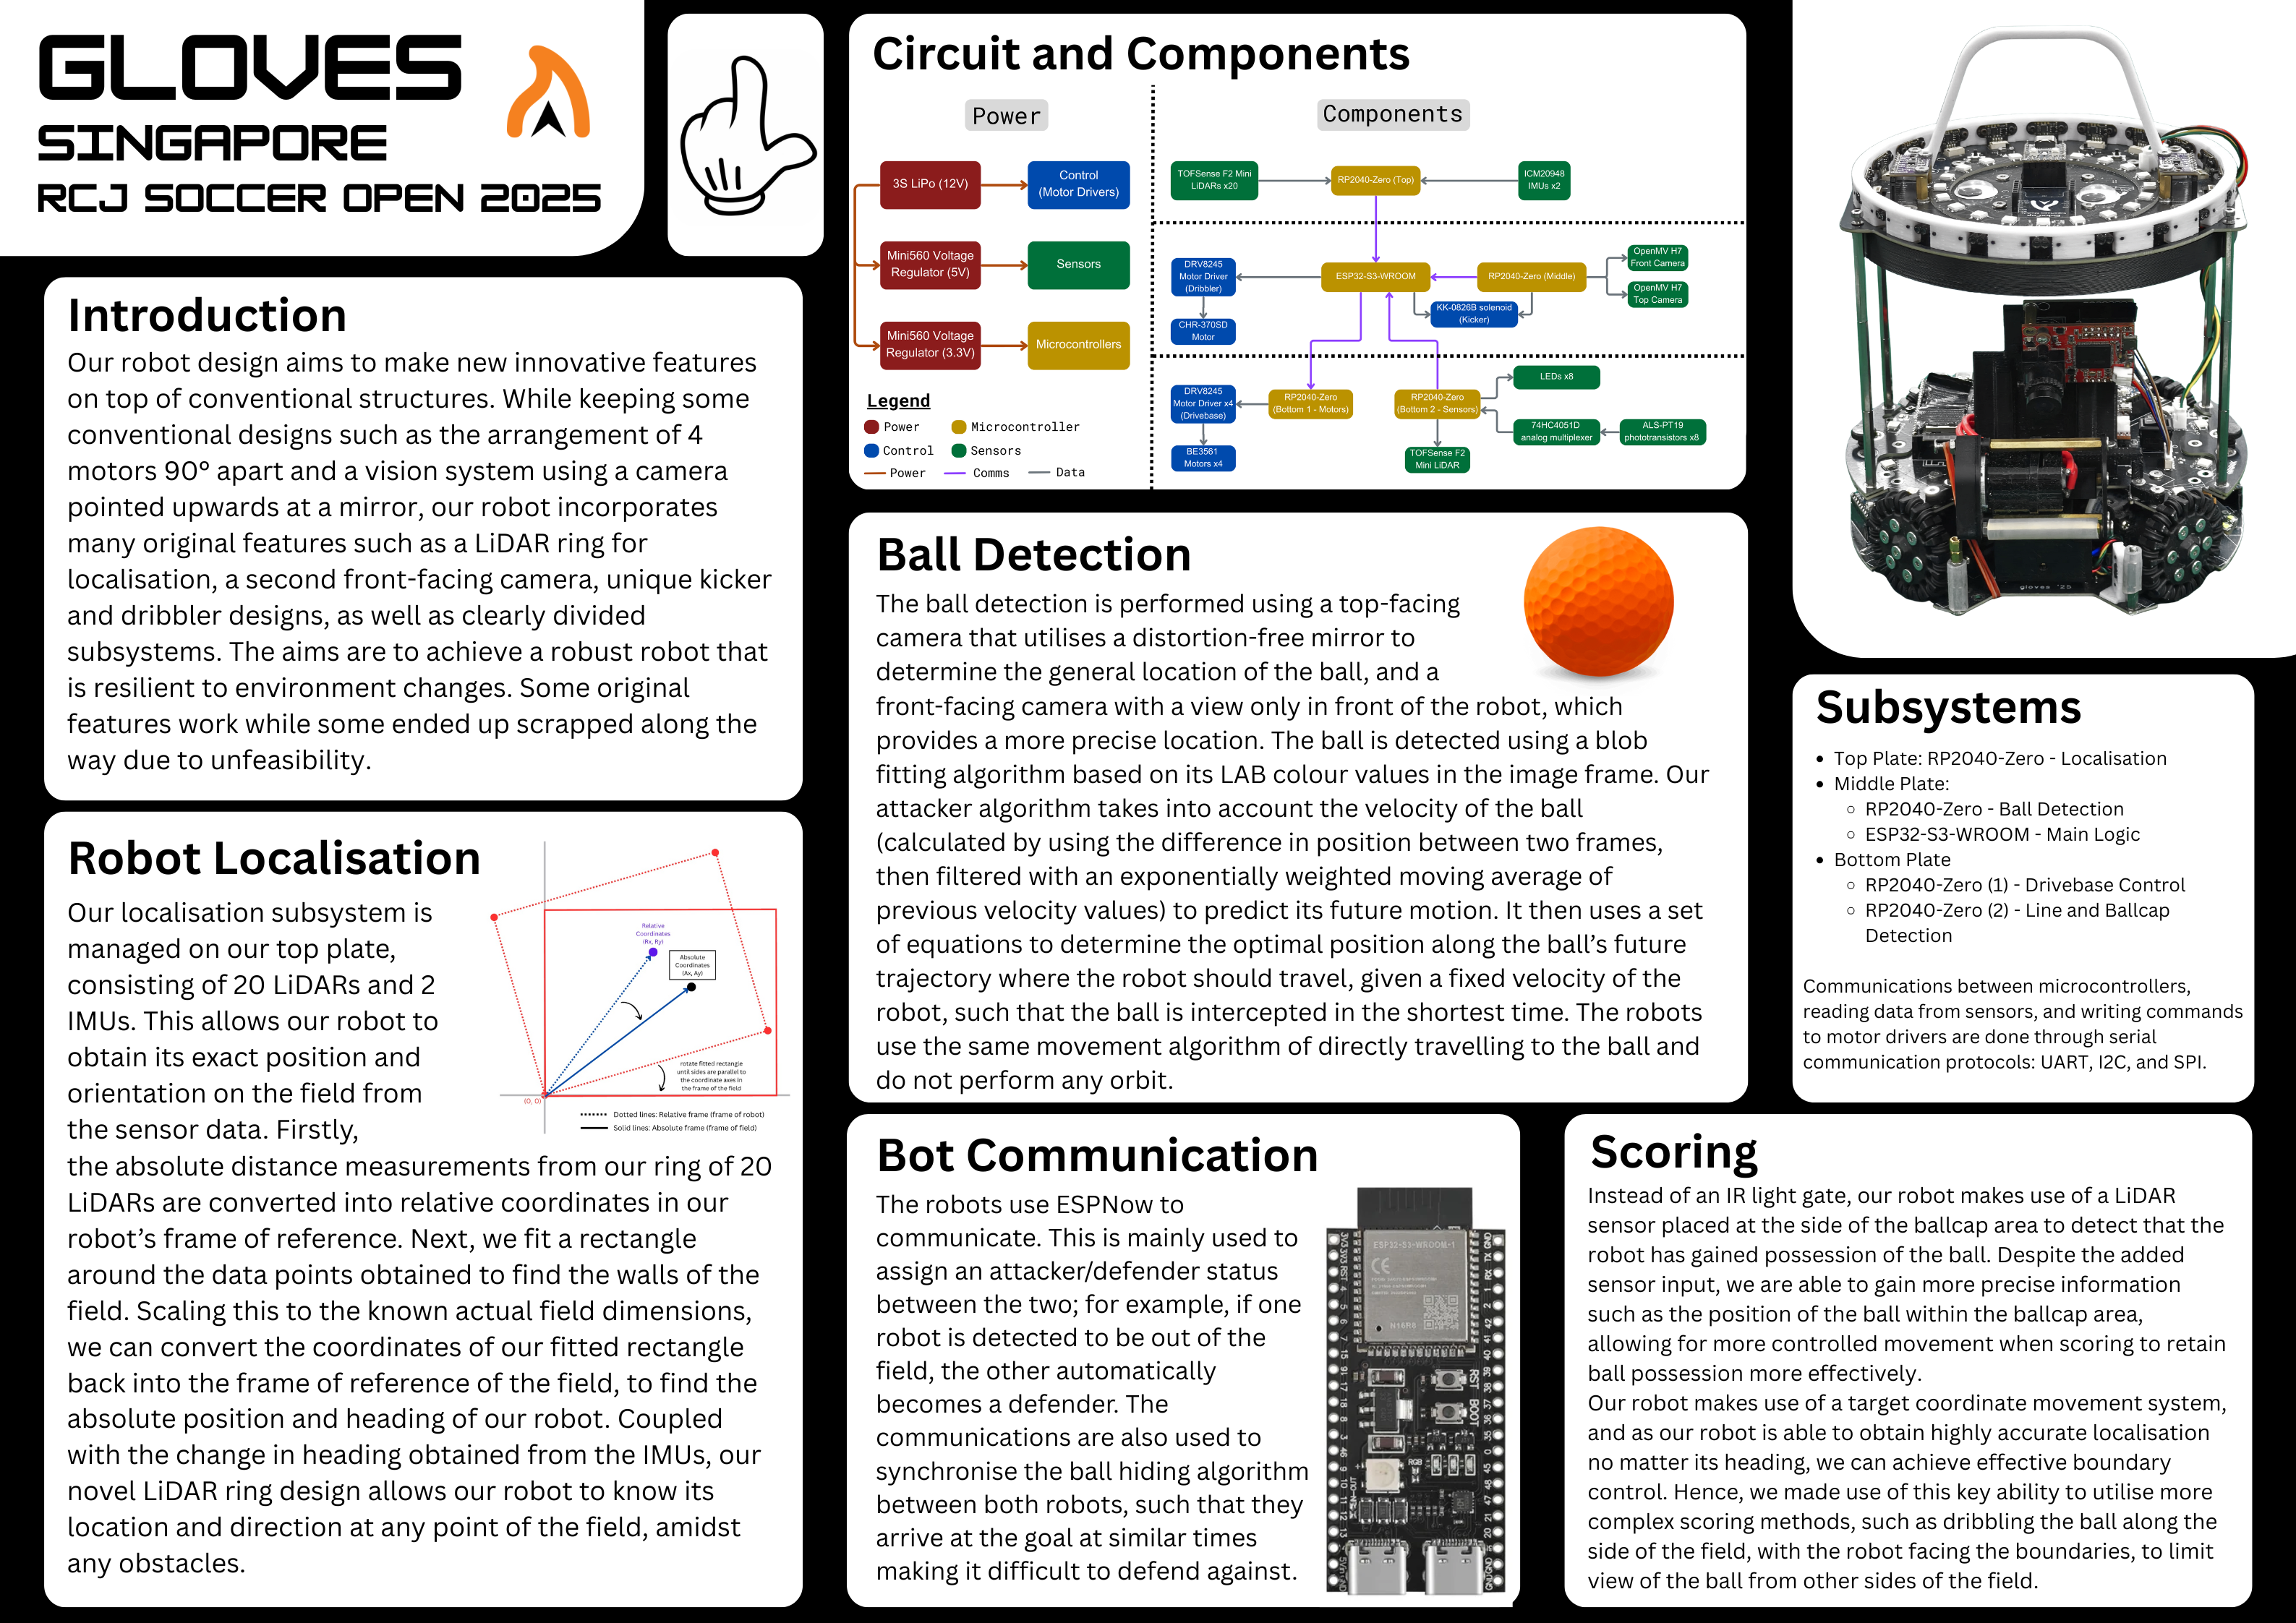 GLOVES
SINGAPORE
RCJ SOCCER OPEN 2025
Introduction
Our robot design aims to make new innovative features
on top of conventional structures. While keeping some
conventional designs such as the arrangement of 4
motors 90° apart and a vision system using a camera
pointed upwards at a mirror, our robot incorporates
many original features such as a LiDAR ring for
localisation, a second front-facing camera, unique kicker
and dribbler designs, as well as clearly divided
subsystems. The aims are to achieve a robust robot that
is resilient to environment changes. Some original
features work while some ended up scrapped along the
way due to unfeasibility.
Robot Localisation
Our localisation subsystem is
managed on our top plate,
consisting of 20 LiDARs and 2
IMUs. This allows our robot to
obtain its exact position and
orientation on the field from
the sensor data. Firstly,
the absolute distance measurements from our ring of 20
LiDARs are converted into relative coordinates in our
robot's frame of reference. Next, we fit a rectangle
around the data points obtained to find the walls of the
field. Scaling this to the known actual field dimensions,
we can convert the coordinates of our fitted rectangle
back into the frame of reference of the field, to find the
absolute position and heading of our robot. Coupled
with the change in heading obtained from the IMUs, our
novel LiDAR ring design allows our robot to know its
location and direction at any point of the field, amidst
any obstacles.
Relative
Coordinates
(Rx, Ry)
Absolute
Coordinates
(Ax, Ay)
rotate fitted rectangle
until sides are parallel to
the coordinate axes in
the frame of the field
(0, 0)
Dotted lines: Relative frame (frame of robot)
Solid lines: Absolute frame (frame of field)
Circuit and Components
Power
3S LiPo (12V)
Control
(Motor Drivers)
Mini560 Voltage
Regulator (5V)
Sensors
Mini560 Voltage
Regulator (3.3V)
Microcontrollers
Legend
Power
Microcontroller
Control
Sensors
Power
Comms
Data
Components
TOFSense F2 Mini
LiDARs x20
RP2040-Zero (Top)
ICM20948
IMUs x2
DRV8245
Motor Driver
(Dribbler)
ESP32-S3-WROOM
RP2040-Zero (Middle)
OpenMV H7
Front Camera
OpenMV H7
Top Camera
KK-0826B solenoid
(Kicker)
CHR-370SD
Motor
DRV8245
Motor Driver x4
(Drivebase)
RP2040-Zero
(Bottom 1 - Motors)
RP2040-Zero
(Bottom 2 - Sensors)
LEDs x8
74HC4051D
analog multiplexer
ALS-PT19
phototransistors x8
BE3561
Motors x4
TOFSense F2
Mini LiDAR
Ball Detection
The ball detection is performed using a top-facing
camera that utilises a distortion-free mirror to
determine the general location of the ball, and a
front-facing camera with a view only in front of the robot, which
provides a more precise location. The ball is detected using a blob
fitting algorithm based on its LAB colour values in the image frame. Our
attacker algorithm takes into account the velocity of the ball
(calculated by using the difference in position between two frames,
then filtered with an exponentially weighted moving average of
previous velocity values) to predict its future motion. It then uses a set
of equations to determine the optimal position along the ball's future
trajectory where the robot should travel, given a fixed velocity of the
robot, such that the ball is intercepted in the shortest time. The robots
use the same movement algorithm of directly travelling to the ball and
do not perform any orbit.
Bot Communication
The robots use ESPNow to
communicate. This is mainly used to
assign an attacker/defender status
between the two; for example, if one
robot is detected to be out of the
field, the other automatically
becomes a defender. The
communications are also used to
synchronise the ball hiding algorithm
between both robots, such that they
arrive at the goal at similar times
making it difficult to defend against.
ESP32-S3-WROOM-1
N16R8
RST
BOOT
RGB
gloves '25
Subsystems
• Top Plate: RP2040-Zero - Localisation
• Middle Plate:
◦ RP2040-Zero - Ball Detection
◦ ESP32-S3-WROOM - Main Logic
• Bottom Plate
◦ RP2040-Zero (1) - Drivebase Control
◦ RP2040-Zero (2) - Line and Ballcap
Detection
Communications between microcontrollers,
reading data from sensors, and writing commands
to motor drivers are done through serial
communication protocols: UART, I2C, and SPI.
Scoring
Instead of an IR light gate, our robot makes use of a LiDAR
sensor placed at the side of the ballcap area to detect that the
robot has gained possession of the ball. Despite the added
sensor input, we are able to gain more precise information
such as the position of the ball within the ballcap area,
allowing for more controlled movement when scoring to retain
ball possession more effectively.
Our robot makes use of a target coordinate movement system,
and as our robot is able to obtain highly accurate localisation
no matter its heading, we can achieve effective boundary
control. Hence, we made use of this key ability to utilise more
complex scoring methods, such as dribbling the ball along the
side of the field, with the robot facing the boundaries, to limit
view of the ball from other sides of the field.